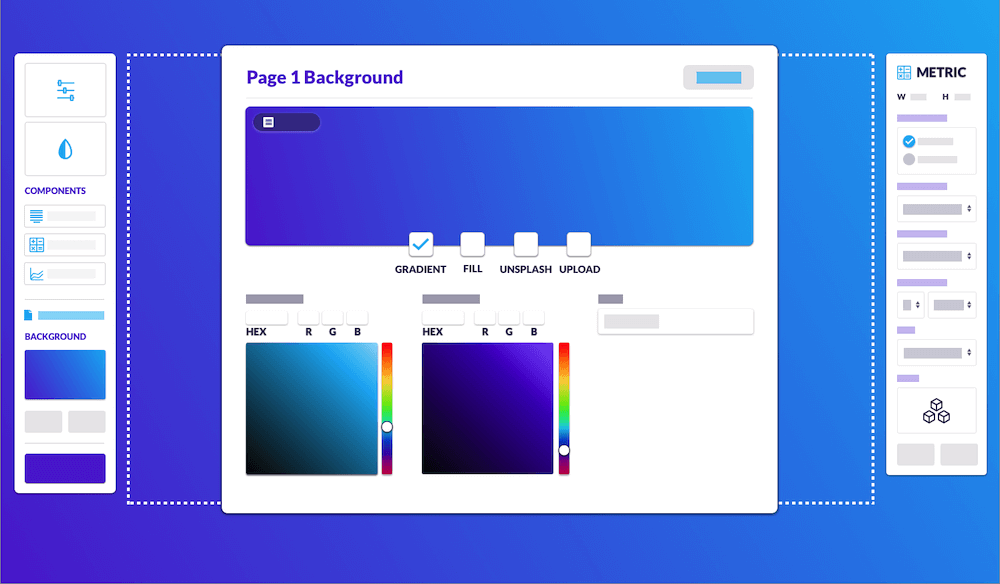 COMPONENTS
BACKGROUND
Page 1 Background
GRADIENT FILL UNSPLASH UPLOAD
HEX R G B
HEX R G B
METRIC
W H